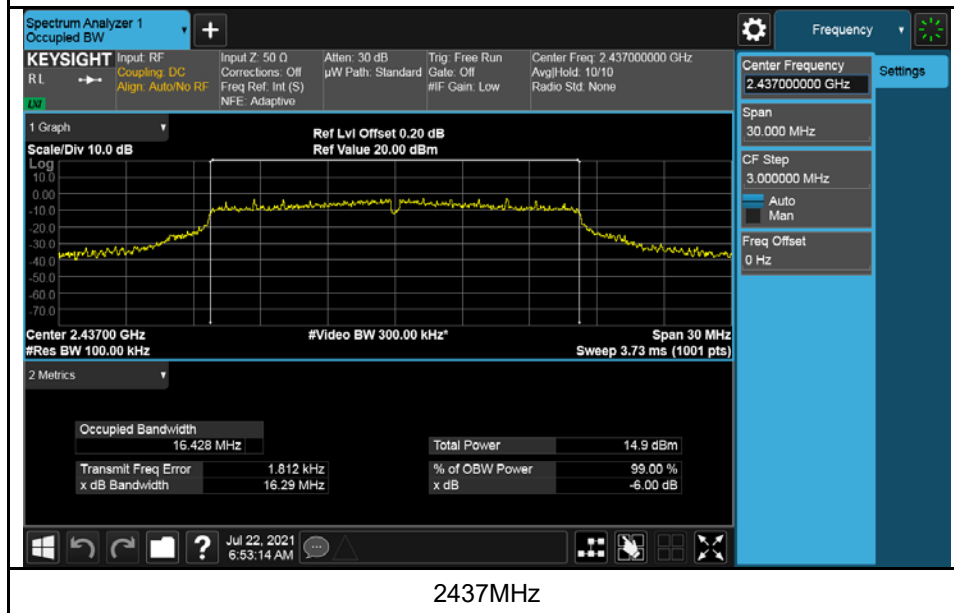 Spectrum Analyzer 1
Occupied BW
+
Frequency
KEYSIGHT
R L
LXI
Input: RF
Coupling: DC
Align: Auto/No RF
Input Z: 50 Ω
Corrections: Off
Freq Ref: Int (S)
NFE: Adaptive
Atten: 30 dB
µW Path: Standard
Trig: Free Run
Gate: Off
#IF Gain: Low
Center Freq: 2.437000000 GHz
Avg|Hold: 10/10
Radio Std: None
Center Frequency
2.437000000 GHz
Settings
Span
30.000 MHz
CF Step
3.000000 MHz
Auto
Man
Freq Offset
0 Hz
1 Graph
Scale/Div 10.0 dB
Ref Lvl Offset 0.20 dB
Ref Value 20.00 dBm
Log
10.0
0.00
-10.0
-20.0
-30.0
-40.0
-50.0
-60.0
-70.0
Center 2.43700 GHz
#Video BW 300.00 kHz*
Span 30 MHz
#Res BW 100.00 kHz
Sweep 3.73 ms (1001 pts)
2 Metrics
Occupied Bandwidth
16.428 MHz
Total Power 14.9 dBm
Transmit Freq Error 1.812 kHz
% of OBW Power 99.00 %
x dB Bandwidth 16.29 MHz
x dB -6.00 dB
?
Jul 22, 2021
6:53:14 AM
2437MHz